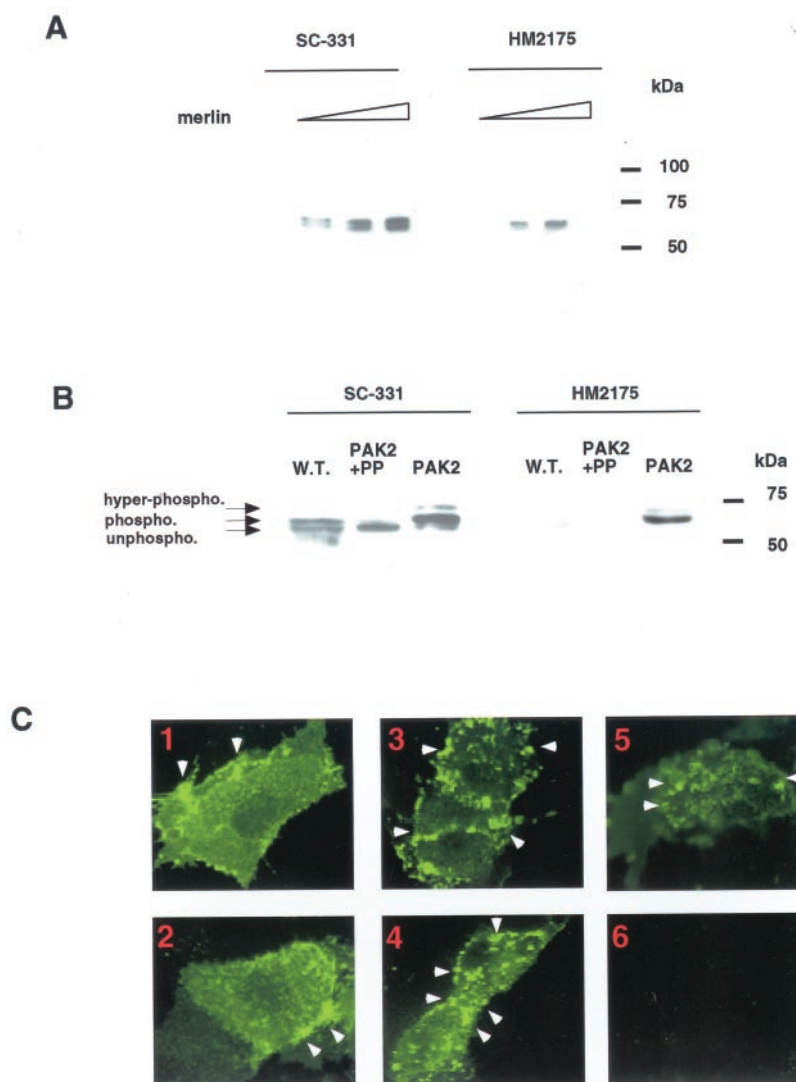 A
SC-331 HM2175
kDa
merlin
100
75
50
B
SC-331 HM2175
W.T. PAK2 +PP PAK2 W.T. PAK2 +PP PAK2 kDa
hyper-phospho.
75
phospho.
unphospho.
50
C
1 3 5
2 4 6